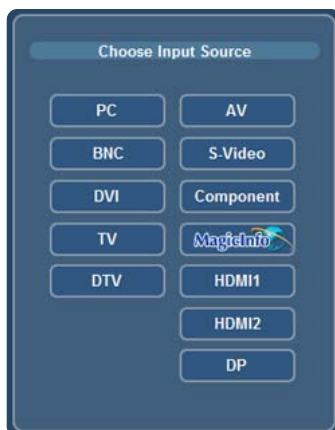 Choose Input Source
PC
AV
BNC
S-Video
DVI
Component
TV
MagicInfo
DTV
HDMI1
HDMI2
DP